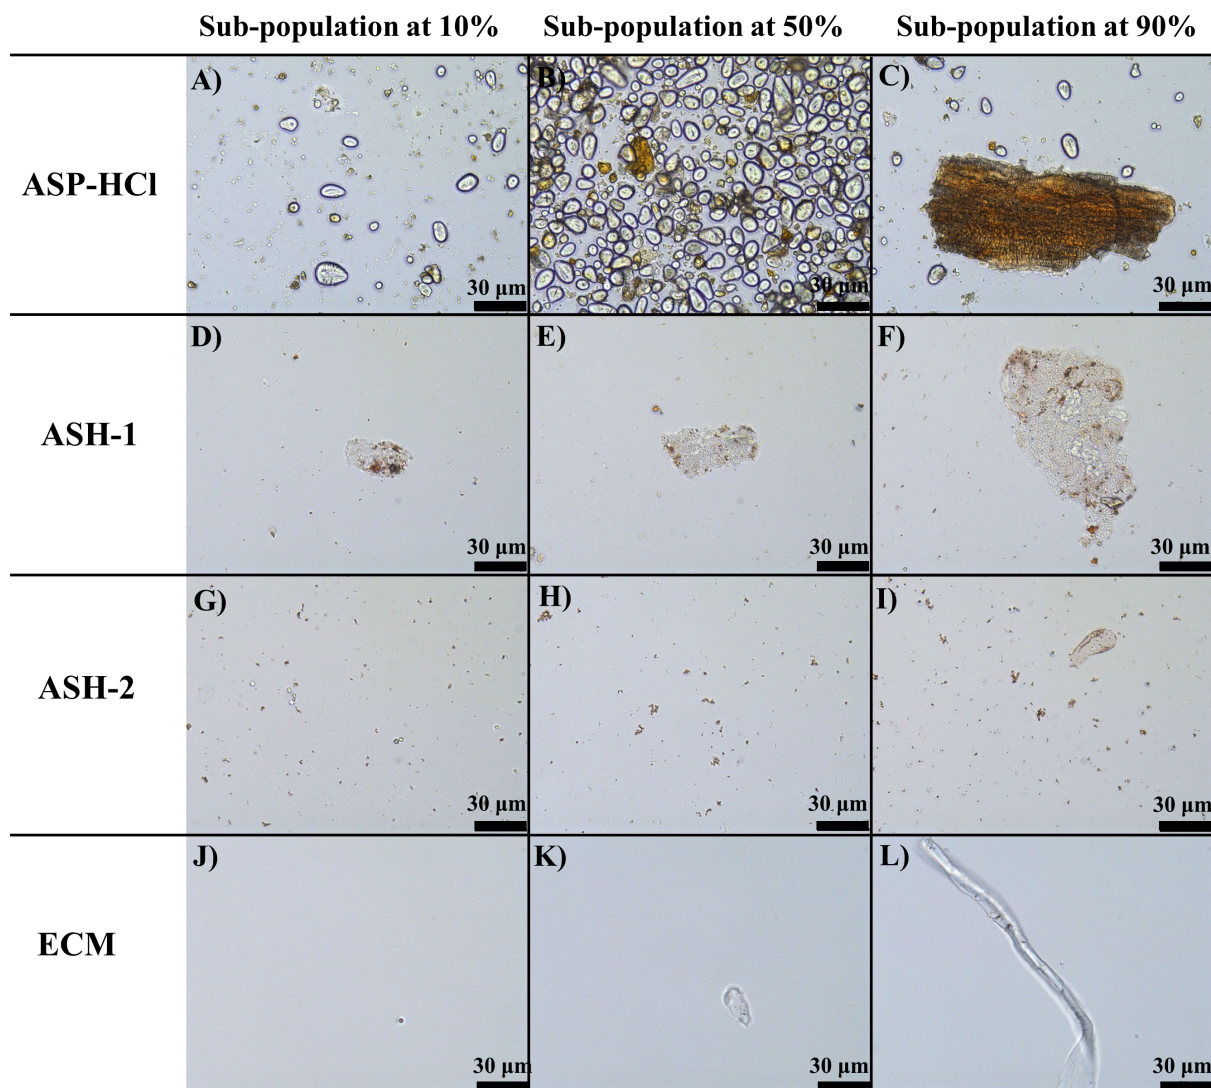 Sub-population at 10% Sub-population at 50% Sub-population at 90%
ASP-HCl
A) B) C)
30 µm 30 µm 30 µm
ASH-1
D) E) F)
30 µm 30 µm 30 µm
ASH-2
G) H) I)
30 µm 30 µm 30 µm
ECM
J) K) L)
30 µm 30 µm 30 µm